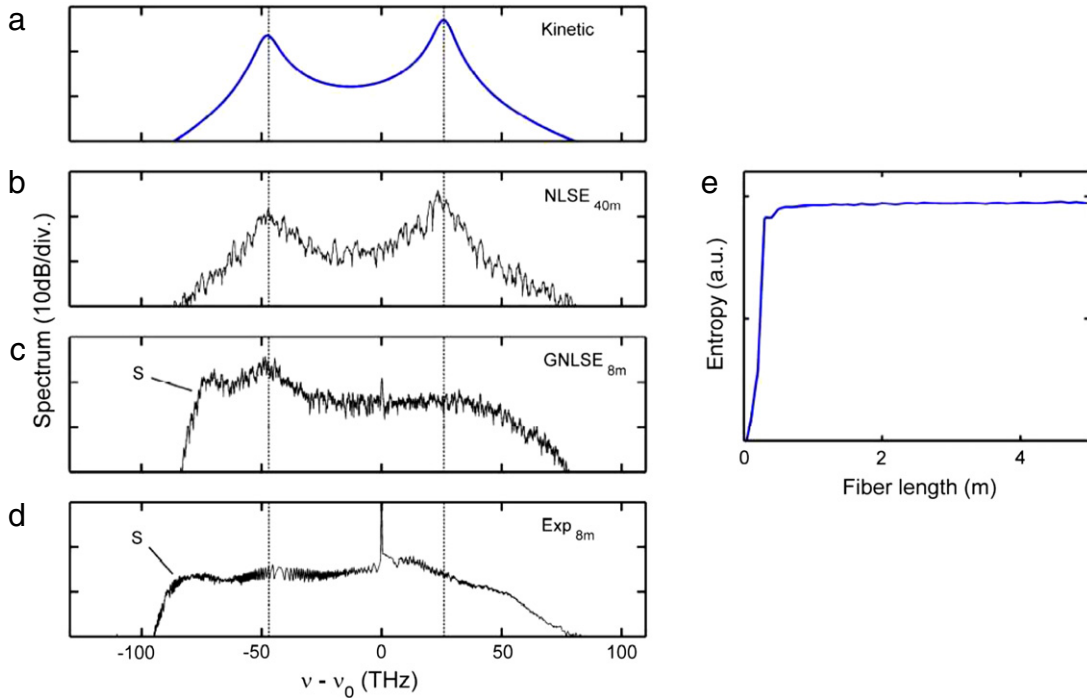 a
Kinetic
b
NLSE 40m
c
S
GNLSE 8m
d
S
Exp 8m
Spectrum (10dB/div.)
-100 -50 0 50 100
ν - ν0 (THz)
e
Entropy (a.u.)
0 2 4
Fiber length (m)